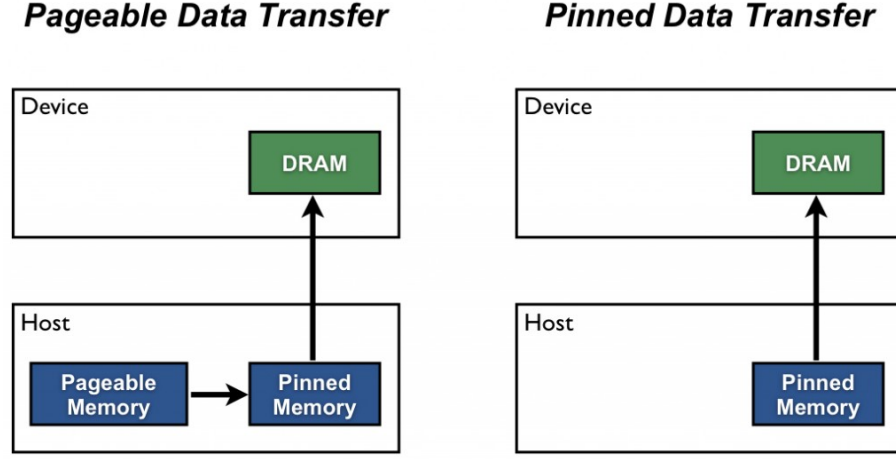 Pageable Data Transfer
Device
DRAM
Host
Pageable
Memory
Pinned
Memory
Pinned Data Transfer
Device
DRAM
Host
Pinned
Memory